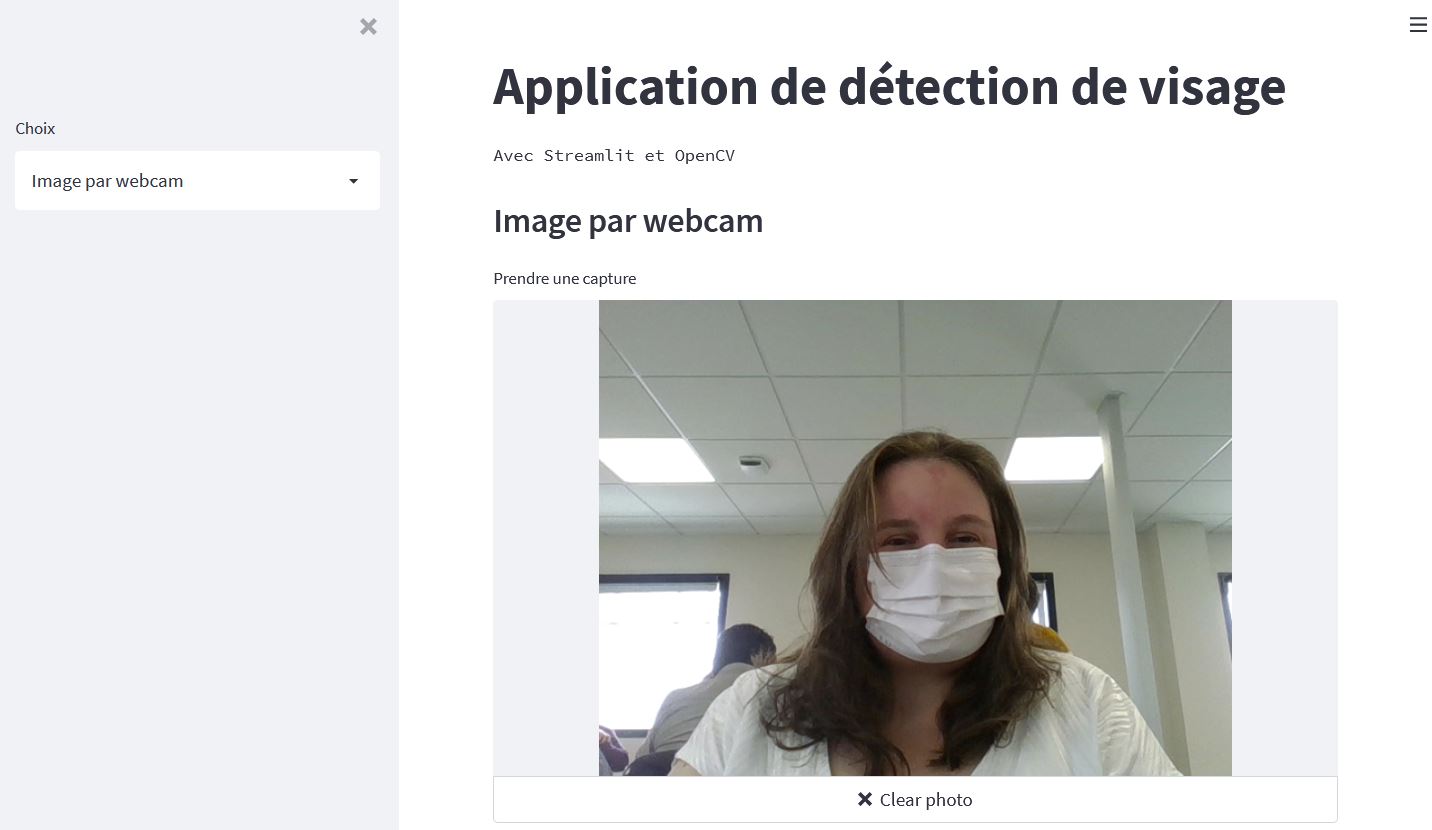 Choix
Image par webcam
Application de détection de visage
Avec Streamlit et OpenCV
Image par webcam
Prendre une capture
Clear photo